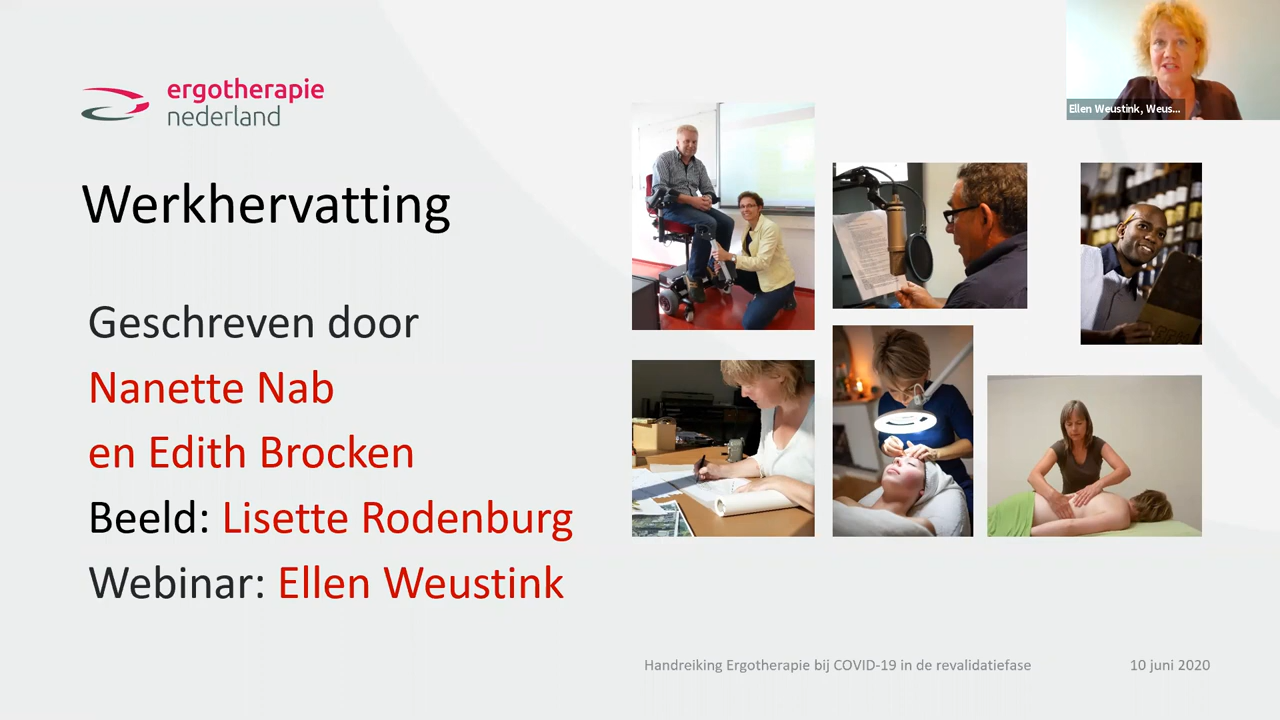 ergotherapie
nederland
Ellen Weustink, Weus...
Werkhervatting
Geschreven door
Nanette Nab
en Edith Brocken
Beeld: Lisette Rodenburg
Webinar: Ellen Weustink
Handreiking Ergotherapie bij COVID-19 in de revalidatiefase
10 juni 2020